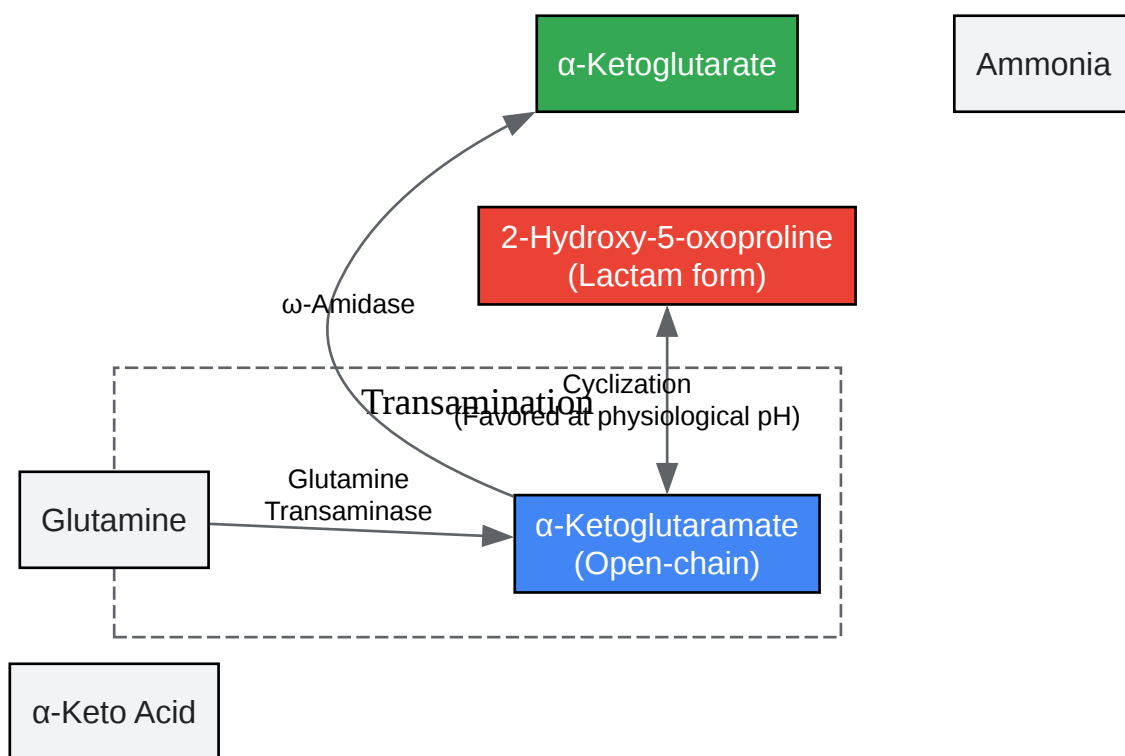 α-Ketoglutarate
Ammonia
2-Hydroxy-5-oxoproline
(Lactam form)
ω-Amidase
Transamination
Cyclization
(Favored at physiological pH)
Glutamine
Transaminase
Glutamine
α-Ketoglutaramate
(Open-chain)
α-Keto Acid